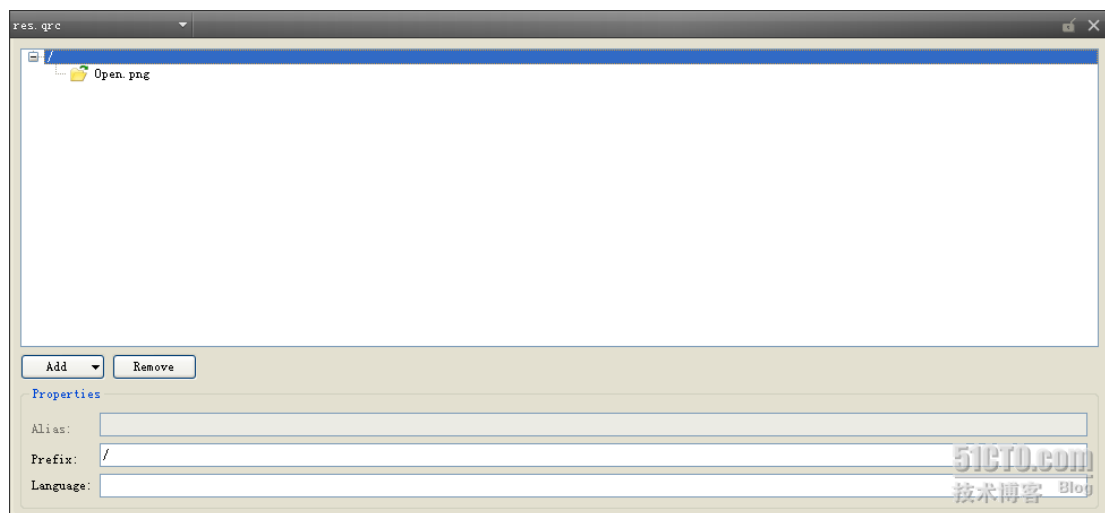 res.qrc
/
Open.png
Add Remove
Properties
Alias:
Prefix: /
Language:
51CTO.com
技术博客 Blog